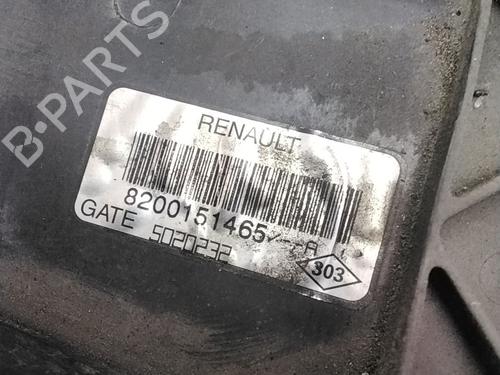 B-PARTS
RENAULT
8200151465/--A
GATE 5020232
303